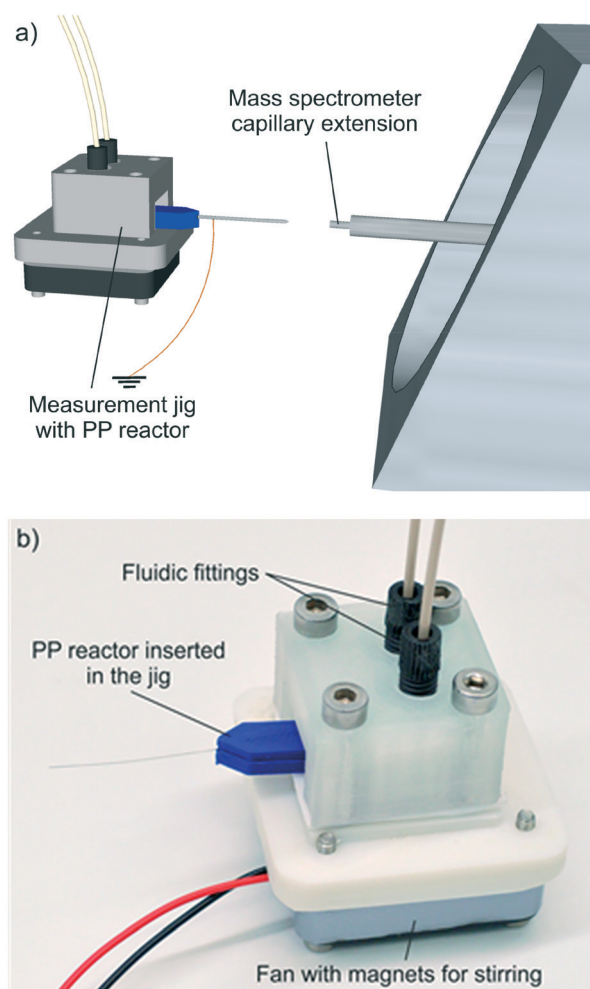 a)
Mass spectrometer
capillary extension
Measurement jig
with PP reactor
b)
Fluidic fittings
PP reactor inserted
in the jig
Fan with magnets for stirring